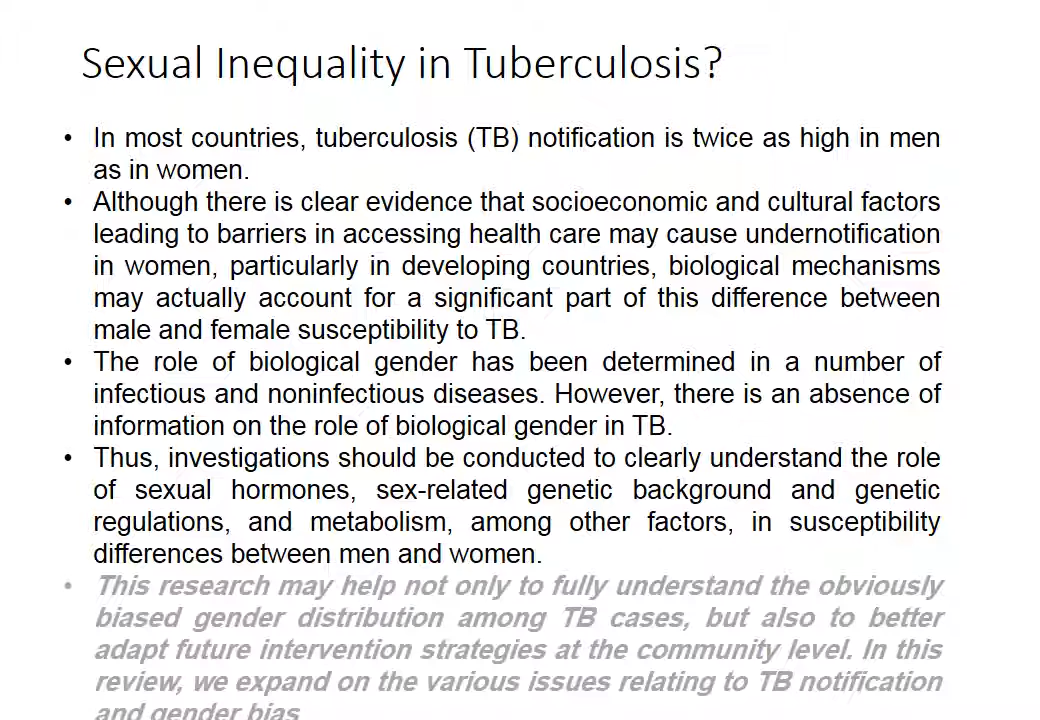 Sexual Inequality in Tuberculosis?
• In most countries, tuberculosis (TB) notification is twice as high in men
as in women.
• Although there is clear evidence that socioeconomic and cultural factors
leading to barriers in accessing health care may cause undernotification
in women, particularly in developing countries, biological mechanisms
may actually account for a significant part of this difference between
male and female susceptibility to TB.
• The role of biological gender has been determined in a number of
infectious and noninfectious diseases. However, there is an absence of
information on the role of biological gender in TB.
• Thus, investigations should be conducted to clearly understand the role
of sexual hormones, sex-related genetic background and genetic
regulations, and metabolism, among other factors, in susceptibility
differences between men and women.
• This research may help not only to fully understand the obviously
biased gender distribution among TB cases, but also to better
adapt future intervention strategies at the community level. In this
review, we expand on the various issues relating to TB notification
and gender bias